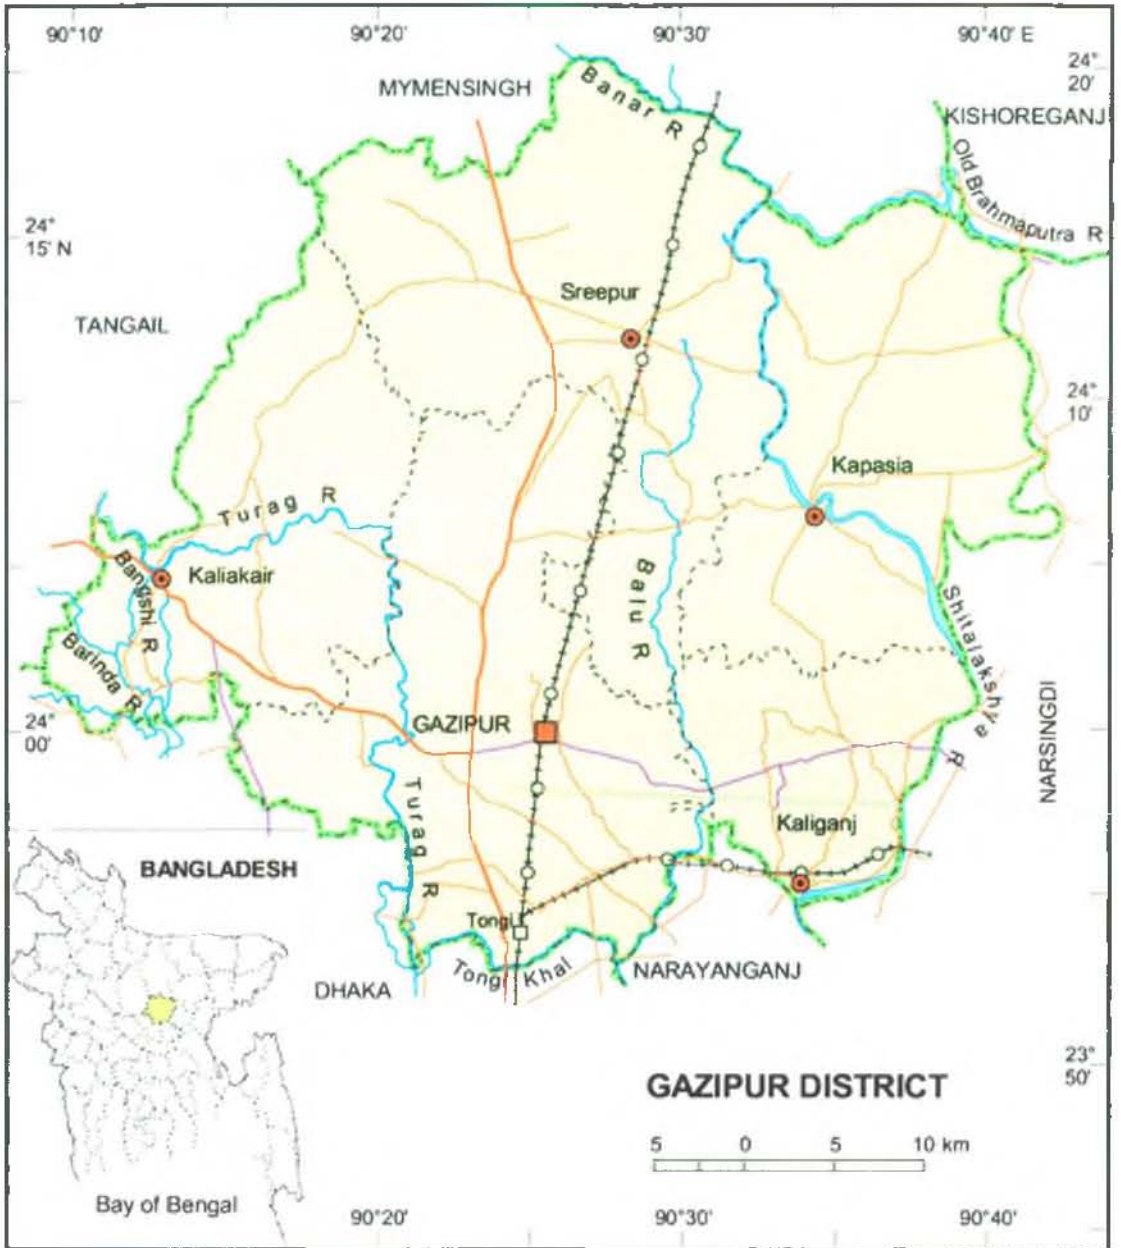 90°10'
90°20'
90°30'
90°40' E
24°
20'
MYMENSINGH
Banar R
KISHOREGANJ
Old Brahmaputra R
24°
15' N
Sreepur
TANGAIL
24°
10'
Kapasia
Turag R
Bangshi R
Kaliakair
Balu R
Shitalakshya R
Barinda R
24°
00'
GAZIPUR
NARSINGDI
Turag R
Kaliganj
BANGLADESH
Tongi
Tongi Khal
NARAYANGANJ
DHAKA
23°
50'
GAZIPUR DISTRICT
5 0 5 10 km
Bay of Bengal
90°20'
90°30'
90°40'